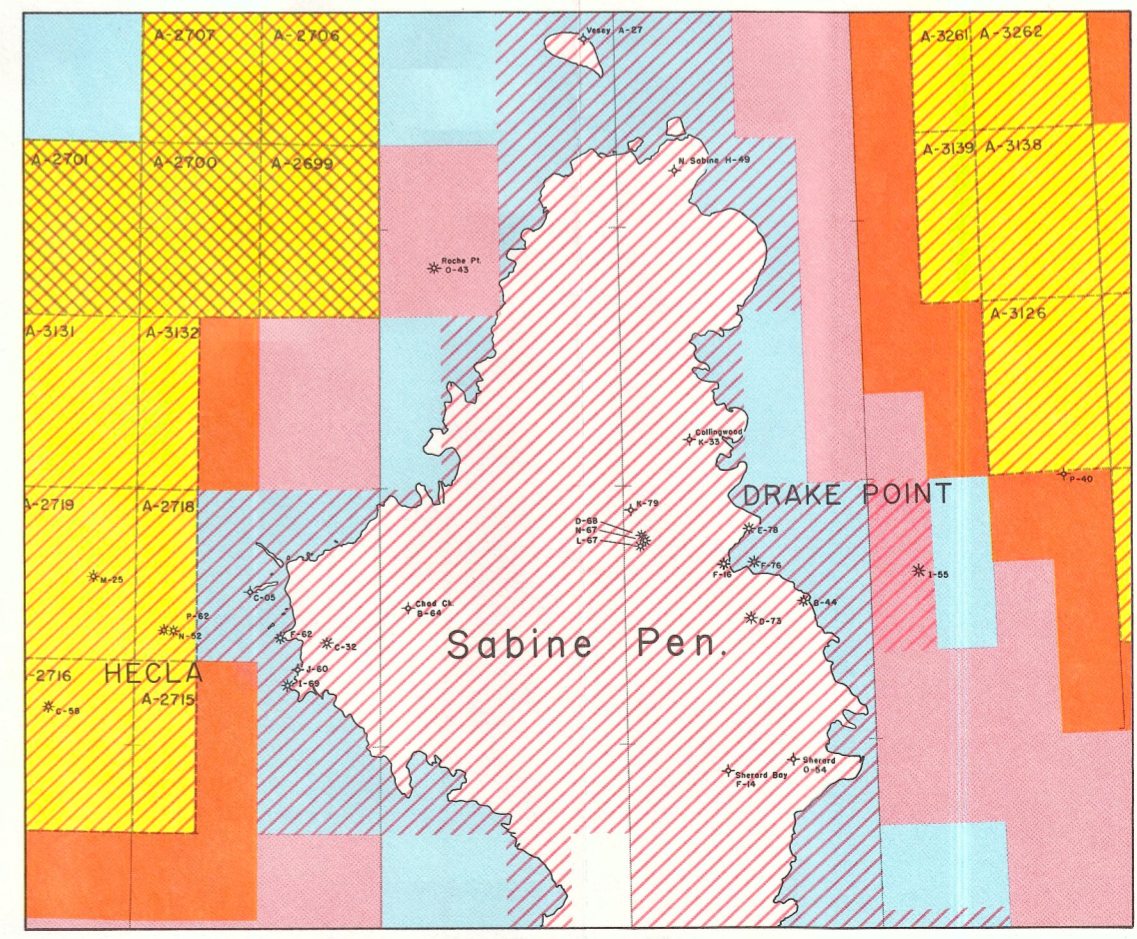 A-2707
A-2706
Vesey A-27
A-3261
A-3262
A-2701
A-2700
A-2699
N. Sabine H-49
A-3139
A-3138
Roche Pt.
O-43
A-3131
A-3132
A-3126
Collingwood
K-33
P-40
A-2719
A-2718
DRAKE POINT
K-79
D-68
N-67
L-67
E-78
F-16
F-76
I-55
M-25
C-05
Chad Ck.
B-64
B-44
D-73
P-62
N-52
F-62
C-32
Sabine Pen.
J-60
I-69
HECLA
-2716
A-2715
C-58
Sherard
O-54
Sherard Bay
F-14